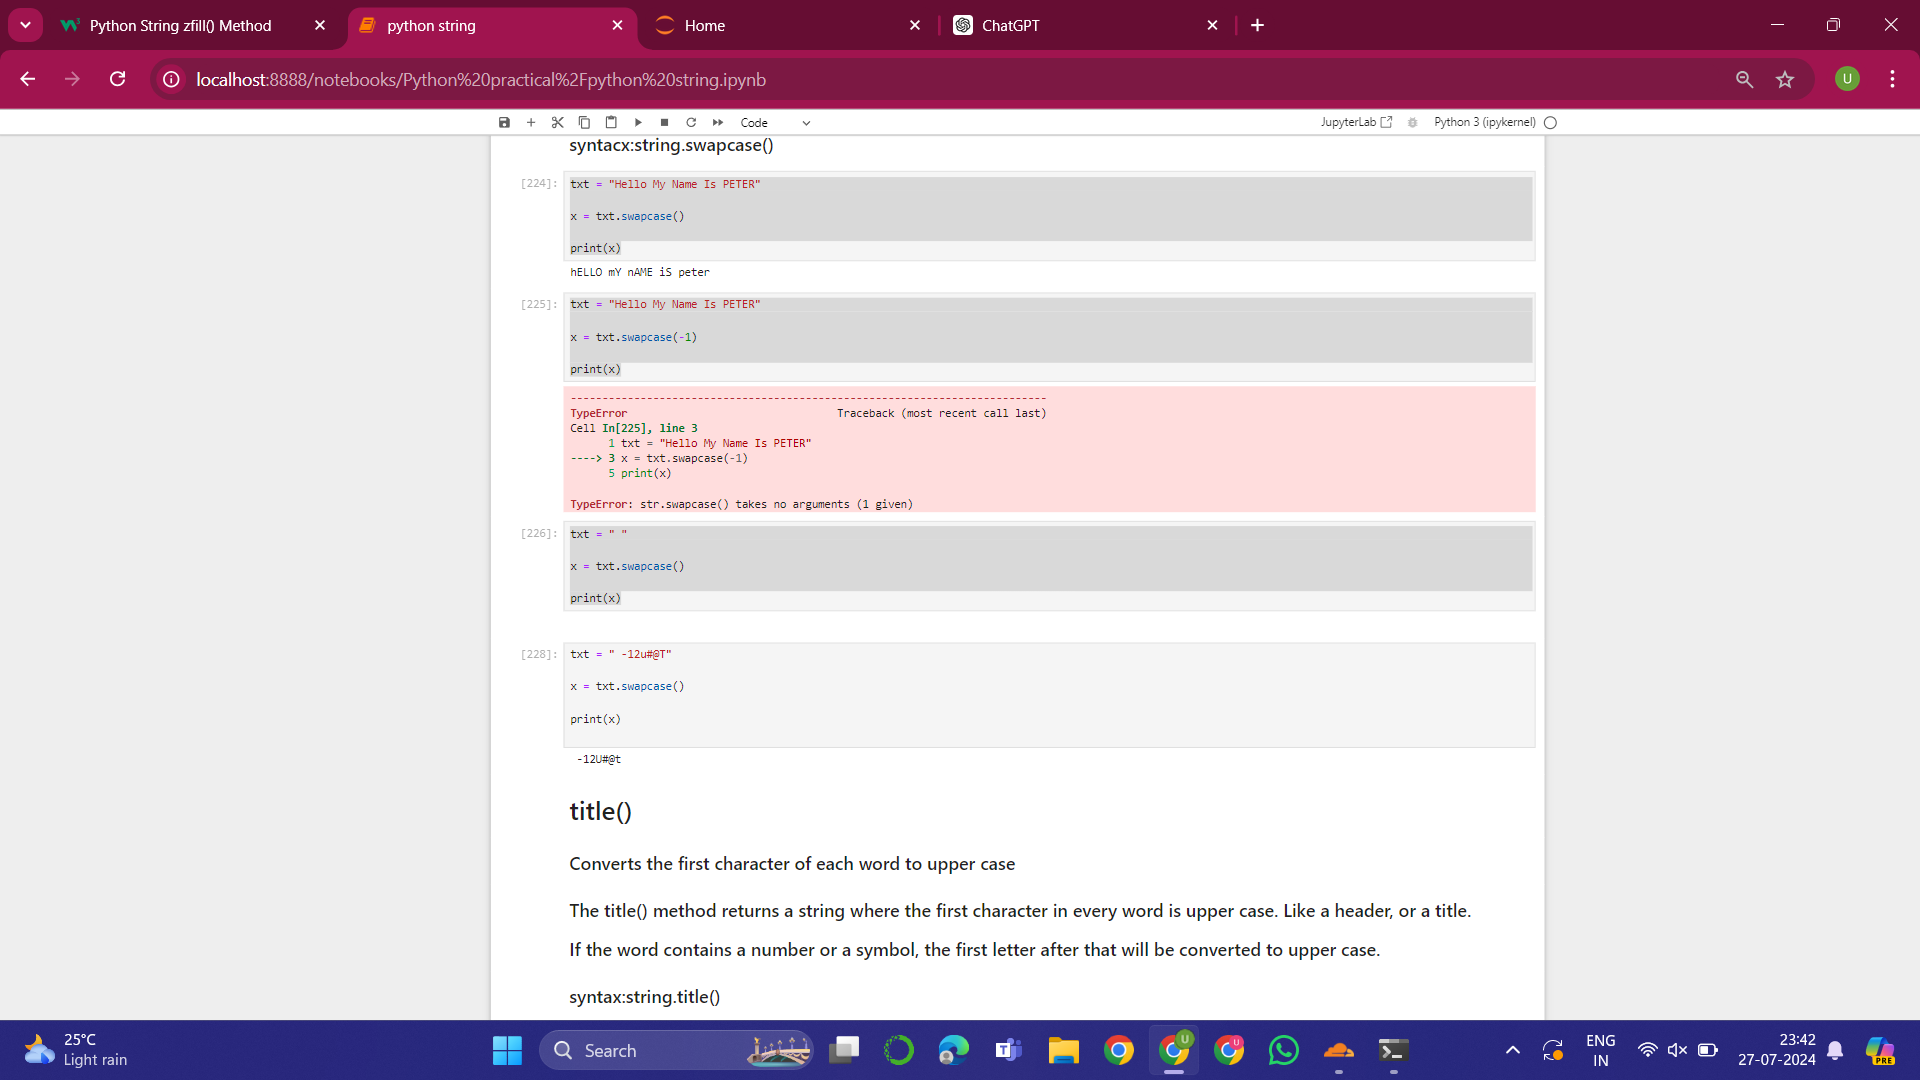 Python String zfill() Method
python string
Home
ChatGPT
localhost:8888/notebooks/Python%20practical%2Fpython%20string.ipynb
U
Code
JupyterLab
Python 3 (ipykernel)
syntacx:string.swapcase()
[224]:
txt = "Hello My Name Is PETER"
x = txt.swapcase()
print(x)
hELLO mY nAME iS peter
[225]:
txt = "Hello My Name Is PETER"
x = txt.swapcase(-1)
print(x)
---------------------------------------------------------------------------
TypeError                                 Traceback (most recent call last)
Cell In[225], line 3
      1 txt = "Hello My Name Is PETER"
----> 3 x = txt.swapcase(-1)
      5 print(x)
TypeError: str.swapcase() takes no arguments (1 given)
[226]:
txt = " "
x = txt.swapcase()
print(x)
[228]:
txt = " -12u#@T"
x = txt.swapcase()
print(x)
 -12U#@t
title()
Converts the first character of each word to upper case
The title() method returns a string where the first character in every word is upper case. Like a header, or a title.
If the word contains a number or a symbol, the first letter after that will be converted to upper case.
syntax:string.title()
25°C
Light rain
Search
ENG
IN
23:42
27-07-2024
PRE